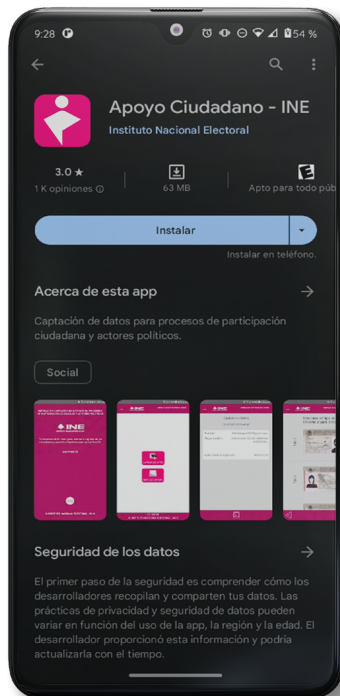 9:28
54 %
Apoyo Ciudadano - INE
Instituto Nacional Electoral
3.0 ★
1 K opiniones
63 MB
E
Apto para todo púb
Instalar
Instalar en teléfono.
Acerca de esta app
Captación de datos para procesos de participación
ciudadana y actores políticos.
Social
INE
INE
INE
Seguridad de los datos
El primer paso de la seguridad es comprender cómo los
desarrolladores recopilan y comparten tus datos. Las
prácticas de privacidad y seguridad de datos pueden
variar en función del uso de la app, la región y la edad. El
desarrollador proporcionó esta información y podría
actualizarla con el tiempo.